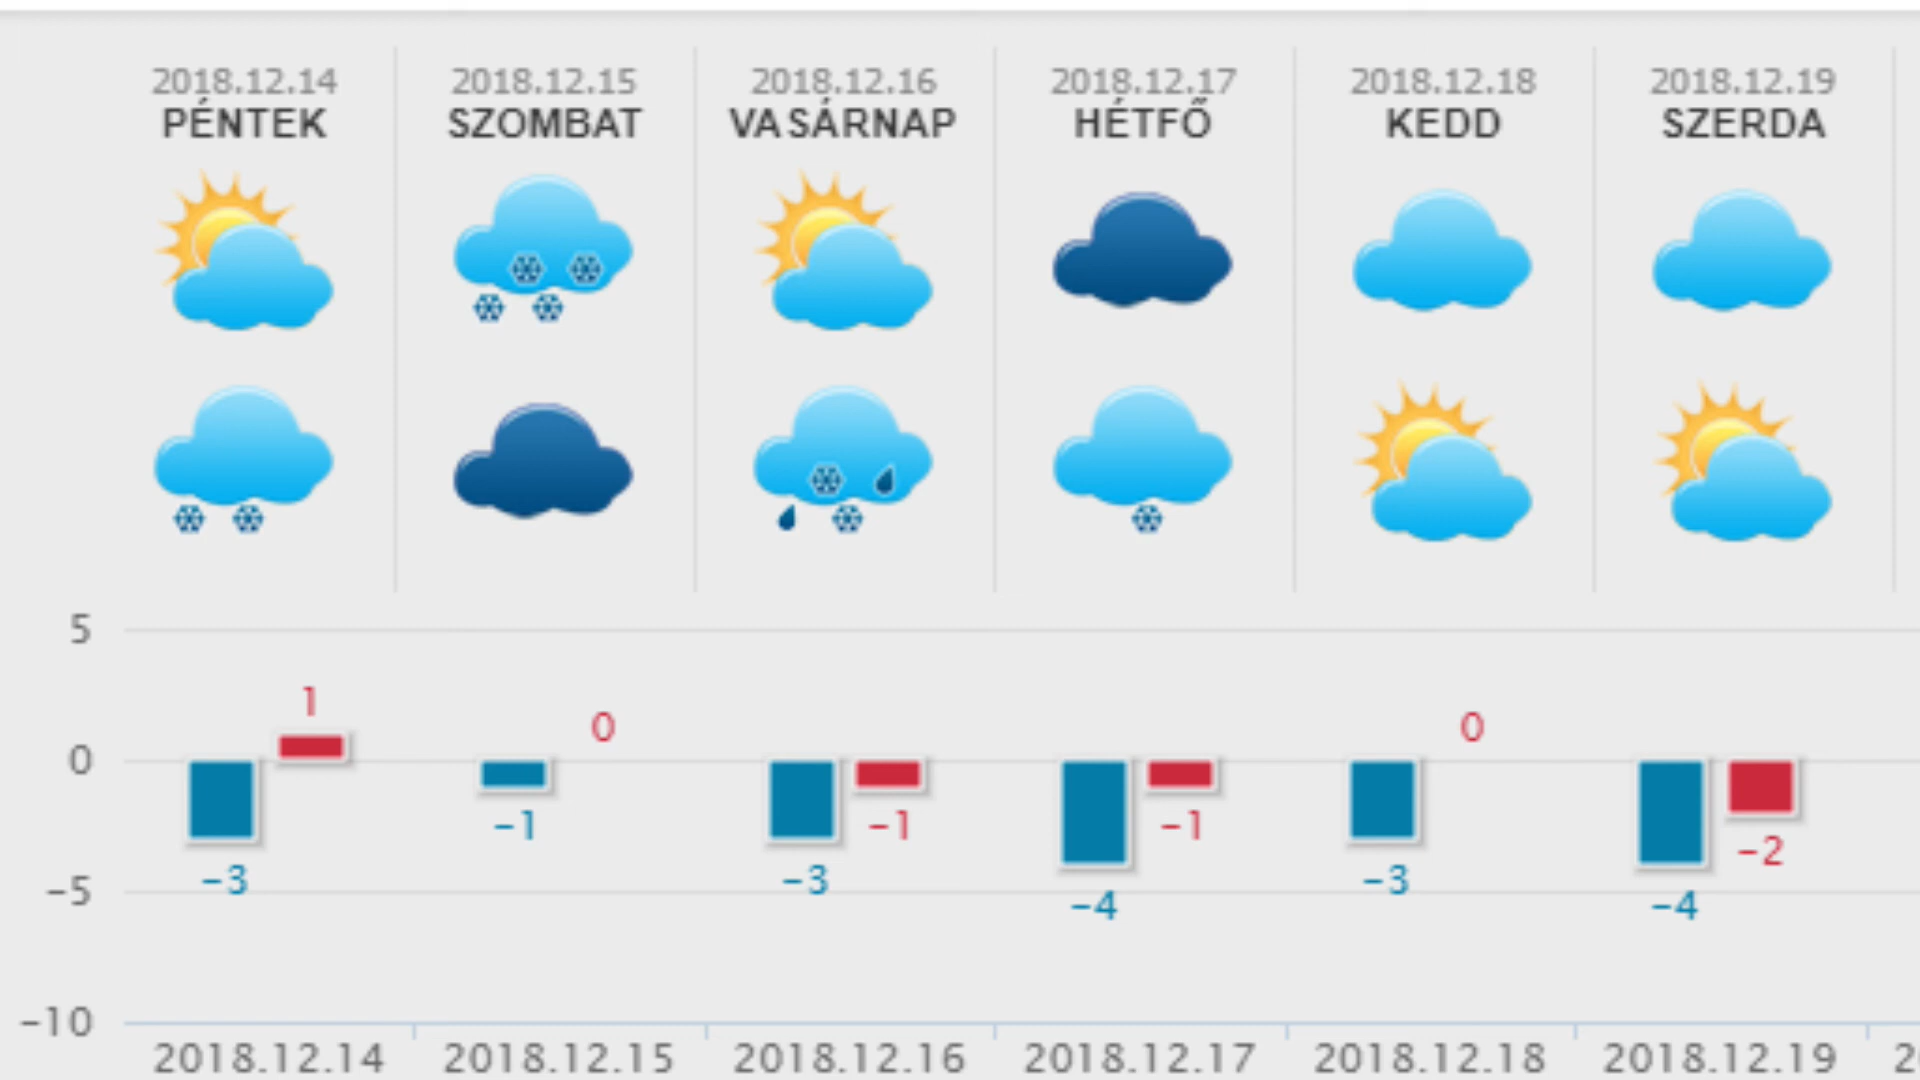 2018.12.14 2018.12.15 2018.12.16 2018.12.17 2018.12.18 2018.12.19
PÉNTEK SZOMBAT VASÁRNAP HÉTFŐ KEDD SZERDA
5
1 0 0
0
-1 -1 -1
-2
-3 -3 -3
-5
-4 -4
-10
2018.12.14 2018.12.15 2018.12.16 2018.12.17 2018.12.18 2018.12.19